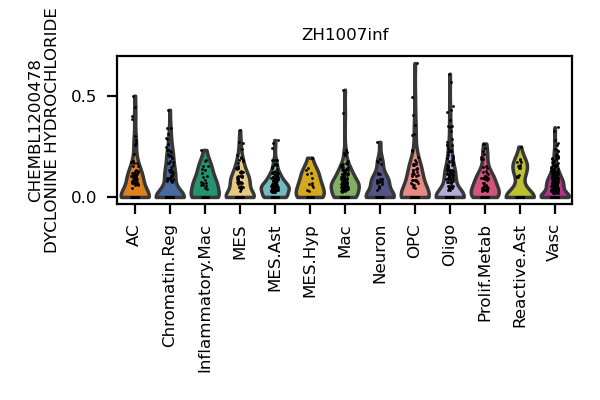 ZH1007inf
CHEMBL1200478
DYCLONINE HYDROCHLORIDE
0.5
0.0
AC
Chromatin.Reg
Inflammatory.Mac
MES
MES.Ast
MES.Hyp
Mac
Neuron
OPC
Oligo
Prolif.Metab
Reactive.Ast
Vasc